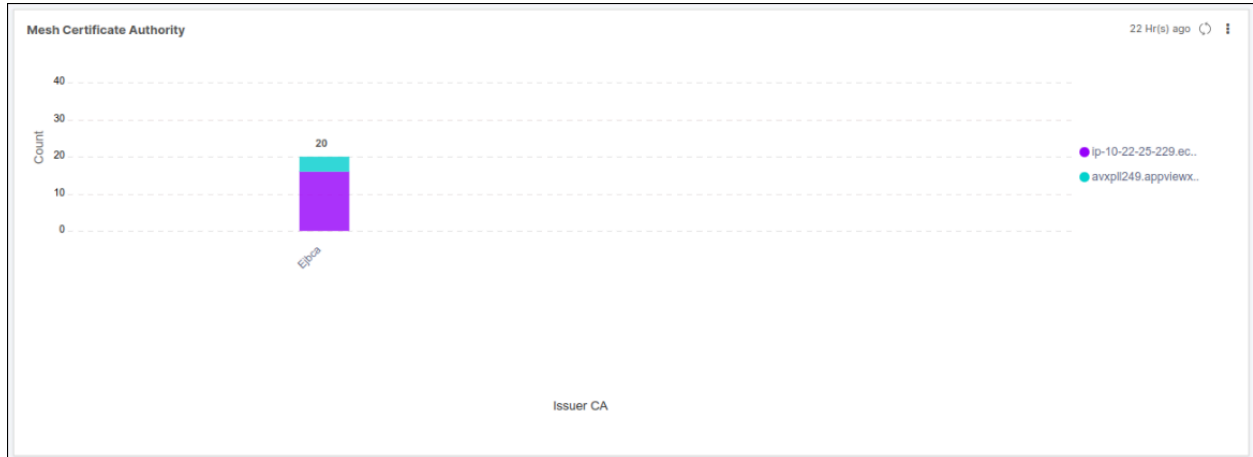 Mesh Certificate Authority
22 Hr(s) ago
40
30
20
10
0
Count
20
Ejbca
Issuer CA
ip-10-22-25-229.ec..
avxpll249.appviewx..